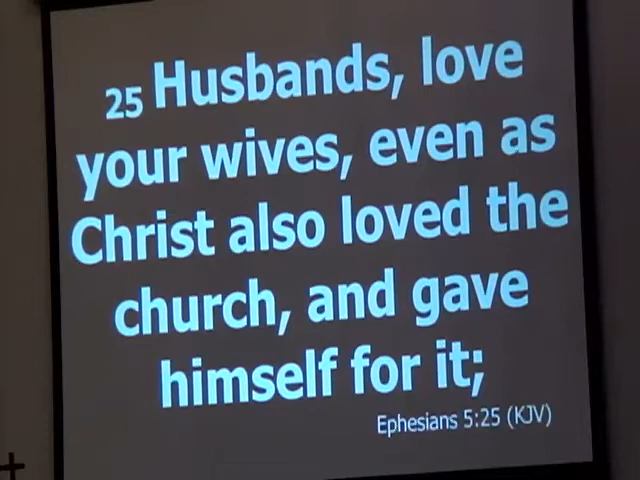 25 Husbands, love
your wives, even as
Christ also loved the
church, and gave
himself for it;
Ephesians 5:25 (KJV)